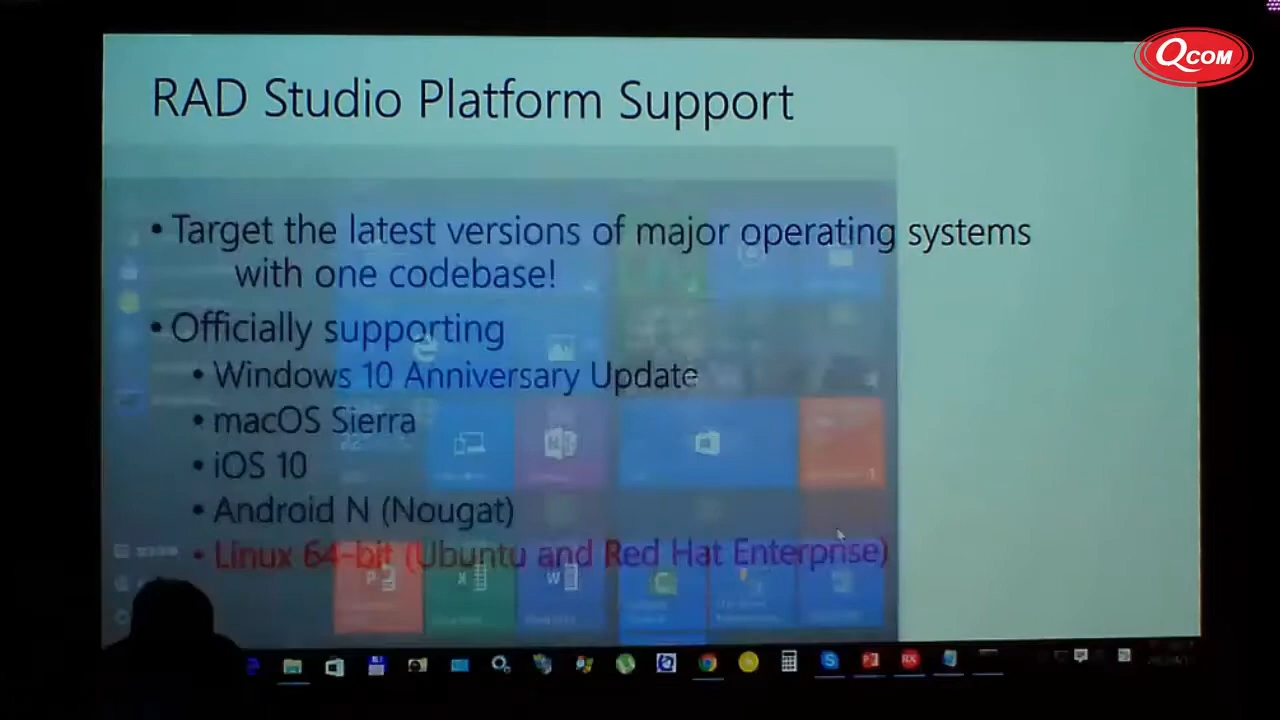 QCOM
RAD Studio Platform Support
• Target the latest versions of major operating systems
with one codebase!
• Officially supporting
• Windows 10 Anniversary Update
• macOS Sierra
• iOS 10
• Android N (Nougat)
• Linux 64-bit (Ubuntu and Red Hat Enterprise)